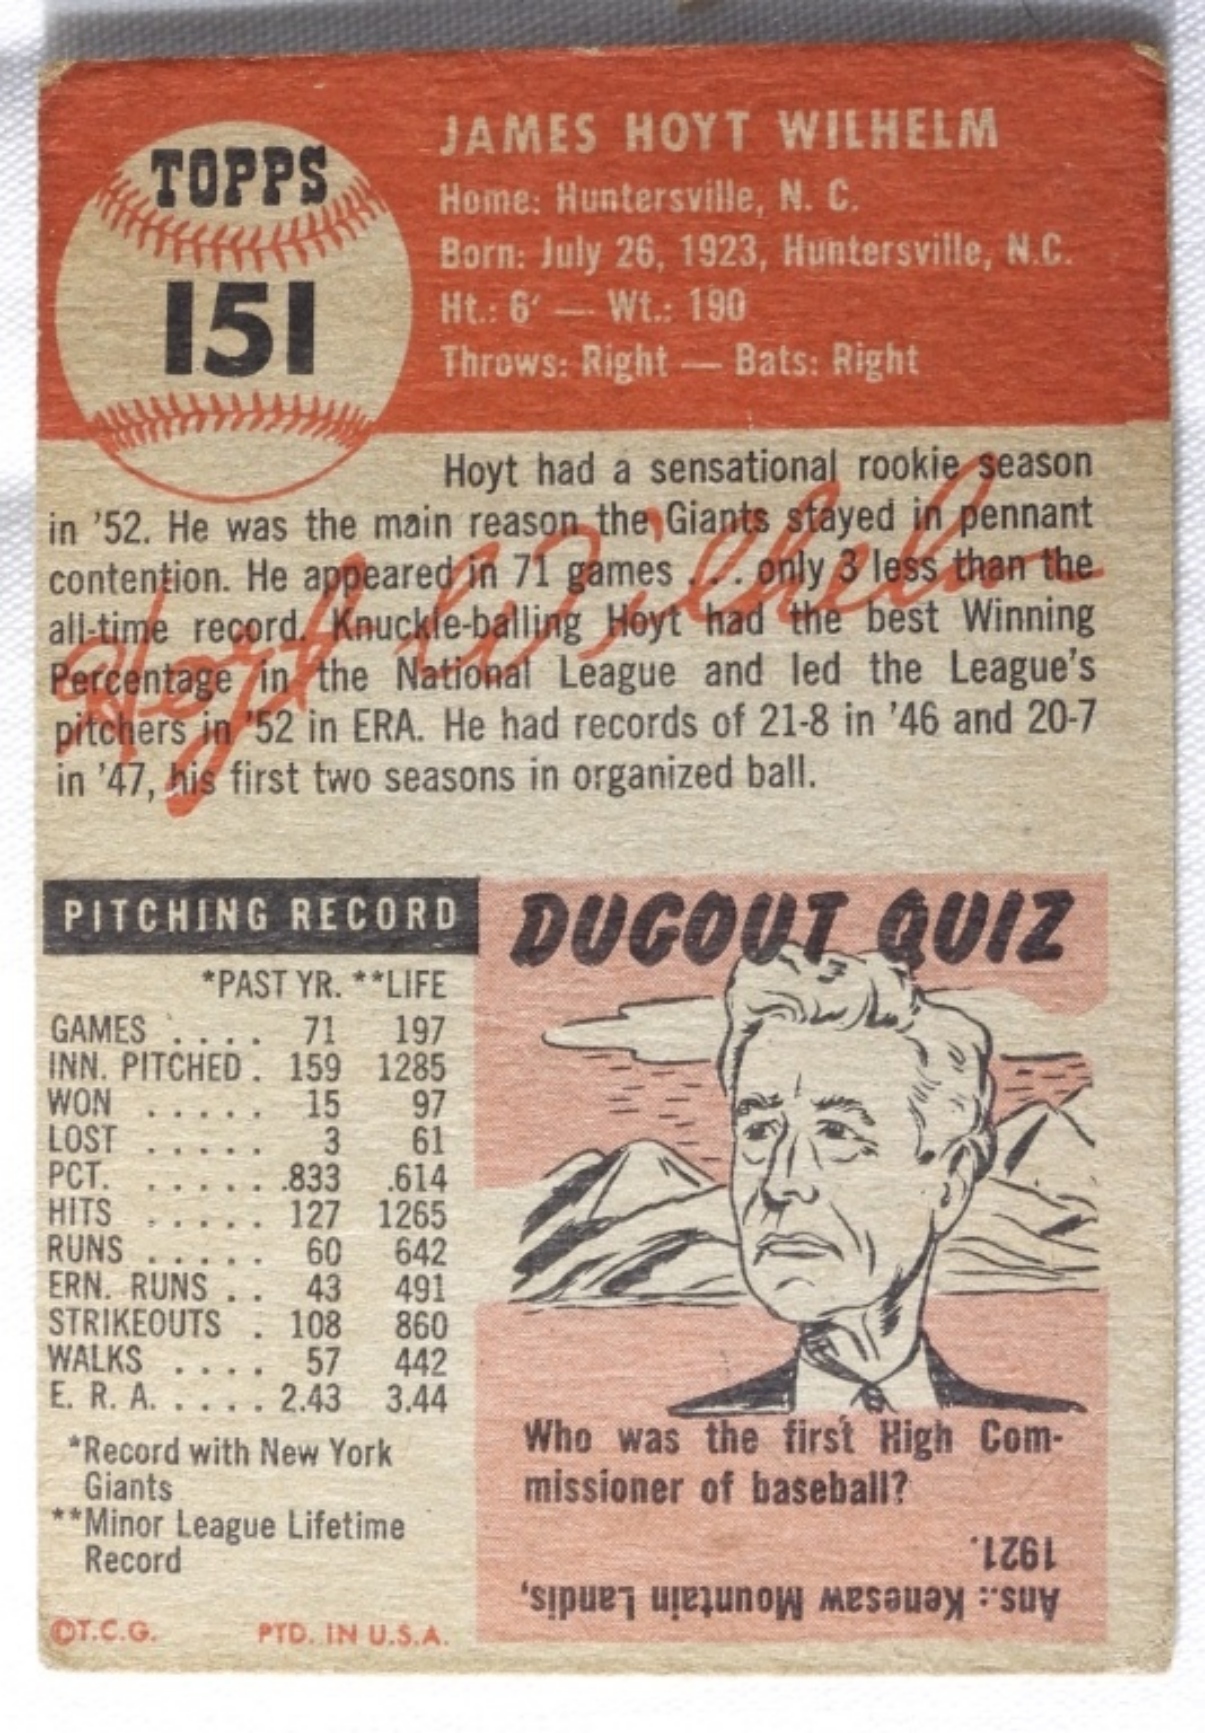 TOPPS
151
JAMES HOYT WILHELM
Home: Huntersville, N. C.
Born: July 26, 1923, Huntersville, N.C.
Ht.: 6' — Wt.: 190
Throws: Right — Bats: Right
Hoyt had a sensational rookie season
in '52. He was the main reason the Giants stayed in pennant
contention. He appeared in 71 games . . . only 3 less than the
all-time record. Knuckle-balling Hoyt had the best Winning
Percentage in the National League and led the League's
pitchers in '52 in ERA. He had records of 21-8 in '46 and 20-7
in '47, his first two seasons in organized ball.
Hoyt Wilhelm
PITCHING RECORD
*PAST YR. **LIFE
GAMES . . . . 71 197
INN. PITCHED . 159 1285
WON . . . . . 15 97
LOST . . . . . 3 61
PCT. . . . . . .833 .614
HITS . . . . . 127 1265
RUNS . . . . . 60 642
ERN. RUNS . . 43 491
STRIKEOUTS . 108 860
WALKS . . . . 57 442
E. R. A. . . . . 2.43 3.44
*Record with New York
Giants
**Minor League Lifetime
Record
©T.C.G. PTD. IN U.S.A.
DUGOUT QUIZ
Who was the first High Com-
missioner of baseball?
Ans.: Kenesaw Mountain Landis,
1921.